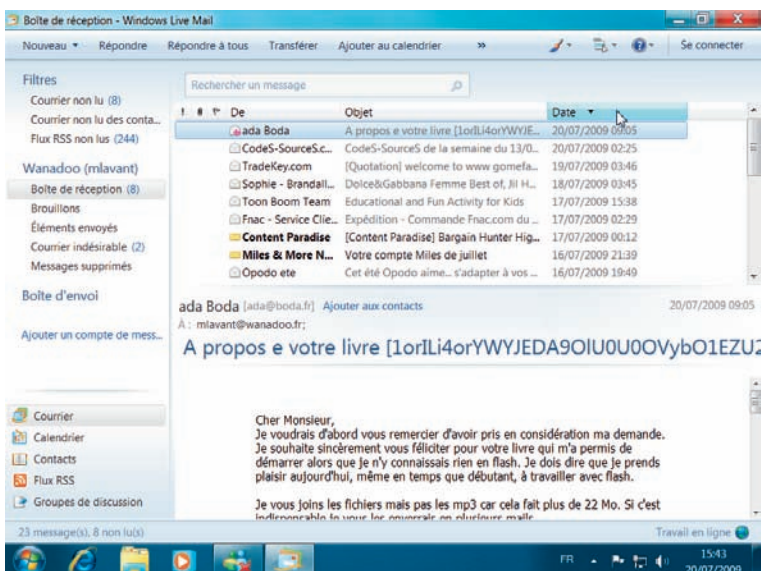 Boîte de réception - Windows Live Mail
Nouveau Répondre Répondre à tous Transférer Ajouter au calendrier » Se connecter
Filtres
Courrier non lu (8)
Courrier non lu des conta...
Flux RSS non lus (244)
Wanadoo (mlavant)
Boîte de réception (8)
Brouillons
Éléments envoyés
Courrier indésirable (2)
Messages supprimés
Boîte d'envoi
Ajouter un compte de mess...
Courrier
Calendrier
Contacts
Flux RSS
Groupes de discussion
Rechercher un message
! De Objet Date
ada Boda A propos e votre livre [1orILi4orYWYJE... 20/07/2009 09:05
CodeS-SourceS.c... CodeS-SourceS de la semaine du 13/0... 20/07/2009 02:25
TradeKey.com [Quotation] welcome to www gomefa... 19/07/2009 03:46
Sophie - Brandall... Dolce&Gabbana Femme Best of, Jil H... 18/07/2009 03:45
Toon Boom Team Educational and Fun Activity for Kids 17/07/2009 15:38
Fnac - Service Clie... Expédition - Commande Fnac.com du ... 17/07/2009 02:29
Content Paradise [Content Paradise] Bargain Hunter Hig... 17/07/2009 00:12
Miles & More N... Votre compte Miles de juillet 16/07/2009 21:39
Opodo ete Cet été Opodo aime... s'adapter à vos ... 16/07/2009 19:49
ada Boda [ada@boda.fr] Ajouter aux contacts 20/07/2009 09:05
À : mlavant@wanadoo.fr;
A propos e votre livre [1orILi4orYWYJEDA9OlU0U0OVybO1EZU2
Cher Monsieur,
Je voudrais d'abord vous remercier d'avoir pris en considération ma demande.
Je souhaite sincèrement vous féliciter pour votre livre qui m'a permis de
démarrer alors que je n'y connaissais rien en flash. Je dois dire que je prends
plaisir aujourd'hui, même en temps que débutant, à travailler avec flash.
Je vous joins les fichiers mais pas les mp3 car cela fait plus de 22 Mo. Si c'est
indispensable je vous les enverrais en plusieurs mails
23 message(s), 8 non lu(s) Travail en ligne
FR 15:43
20/07/2009